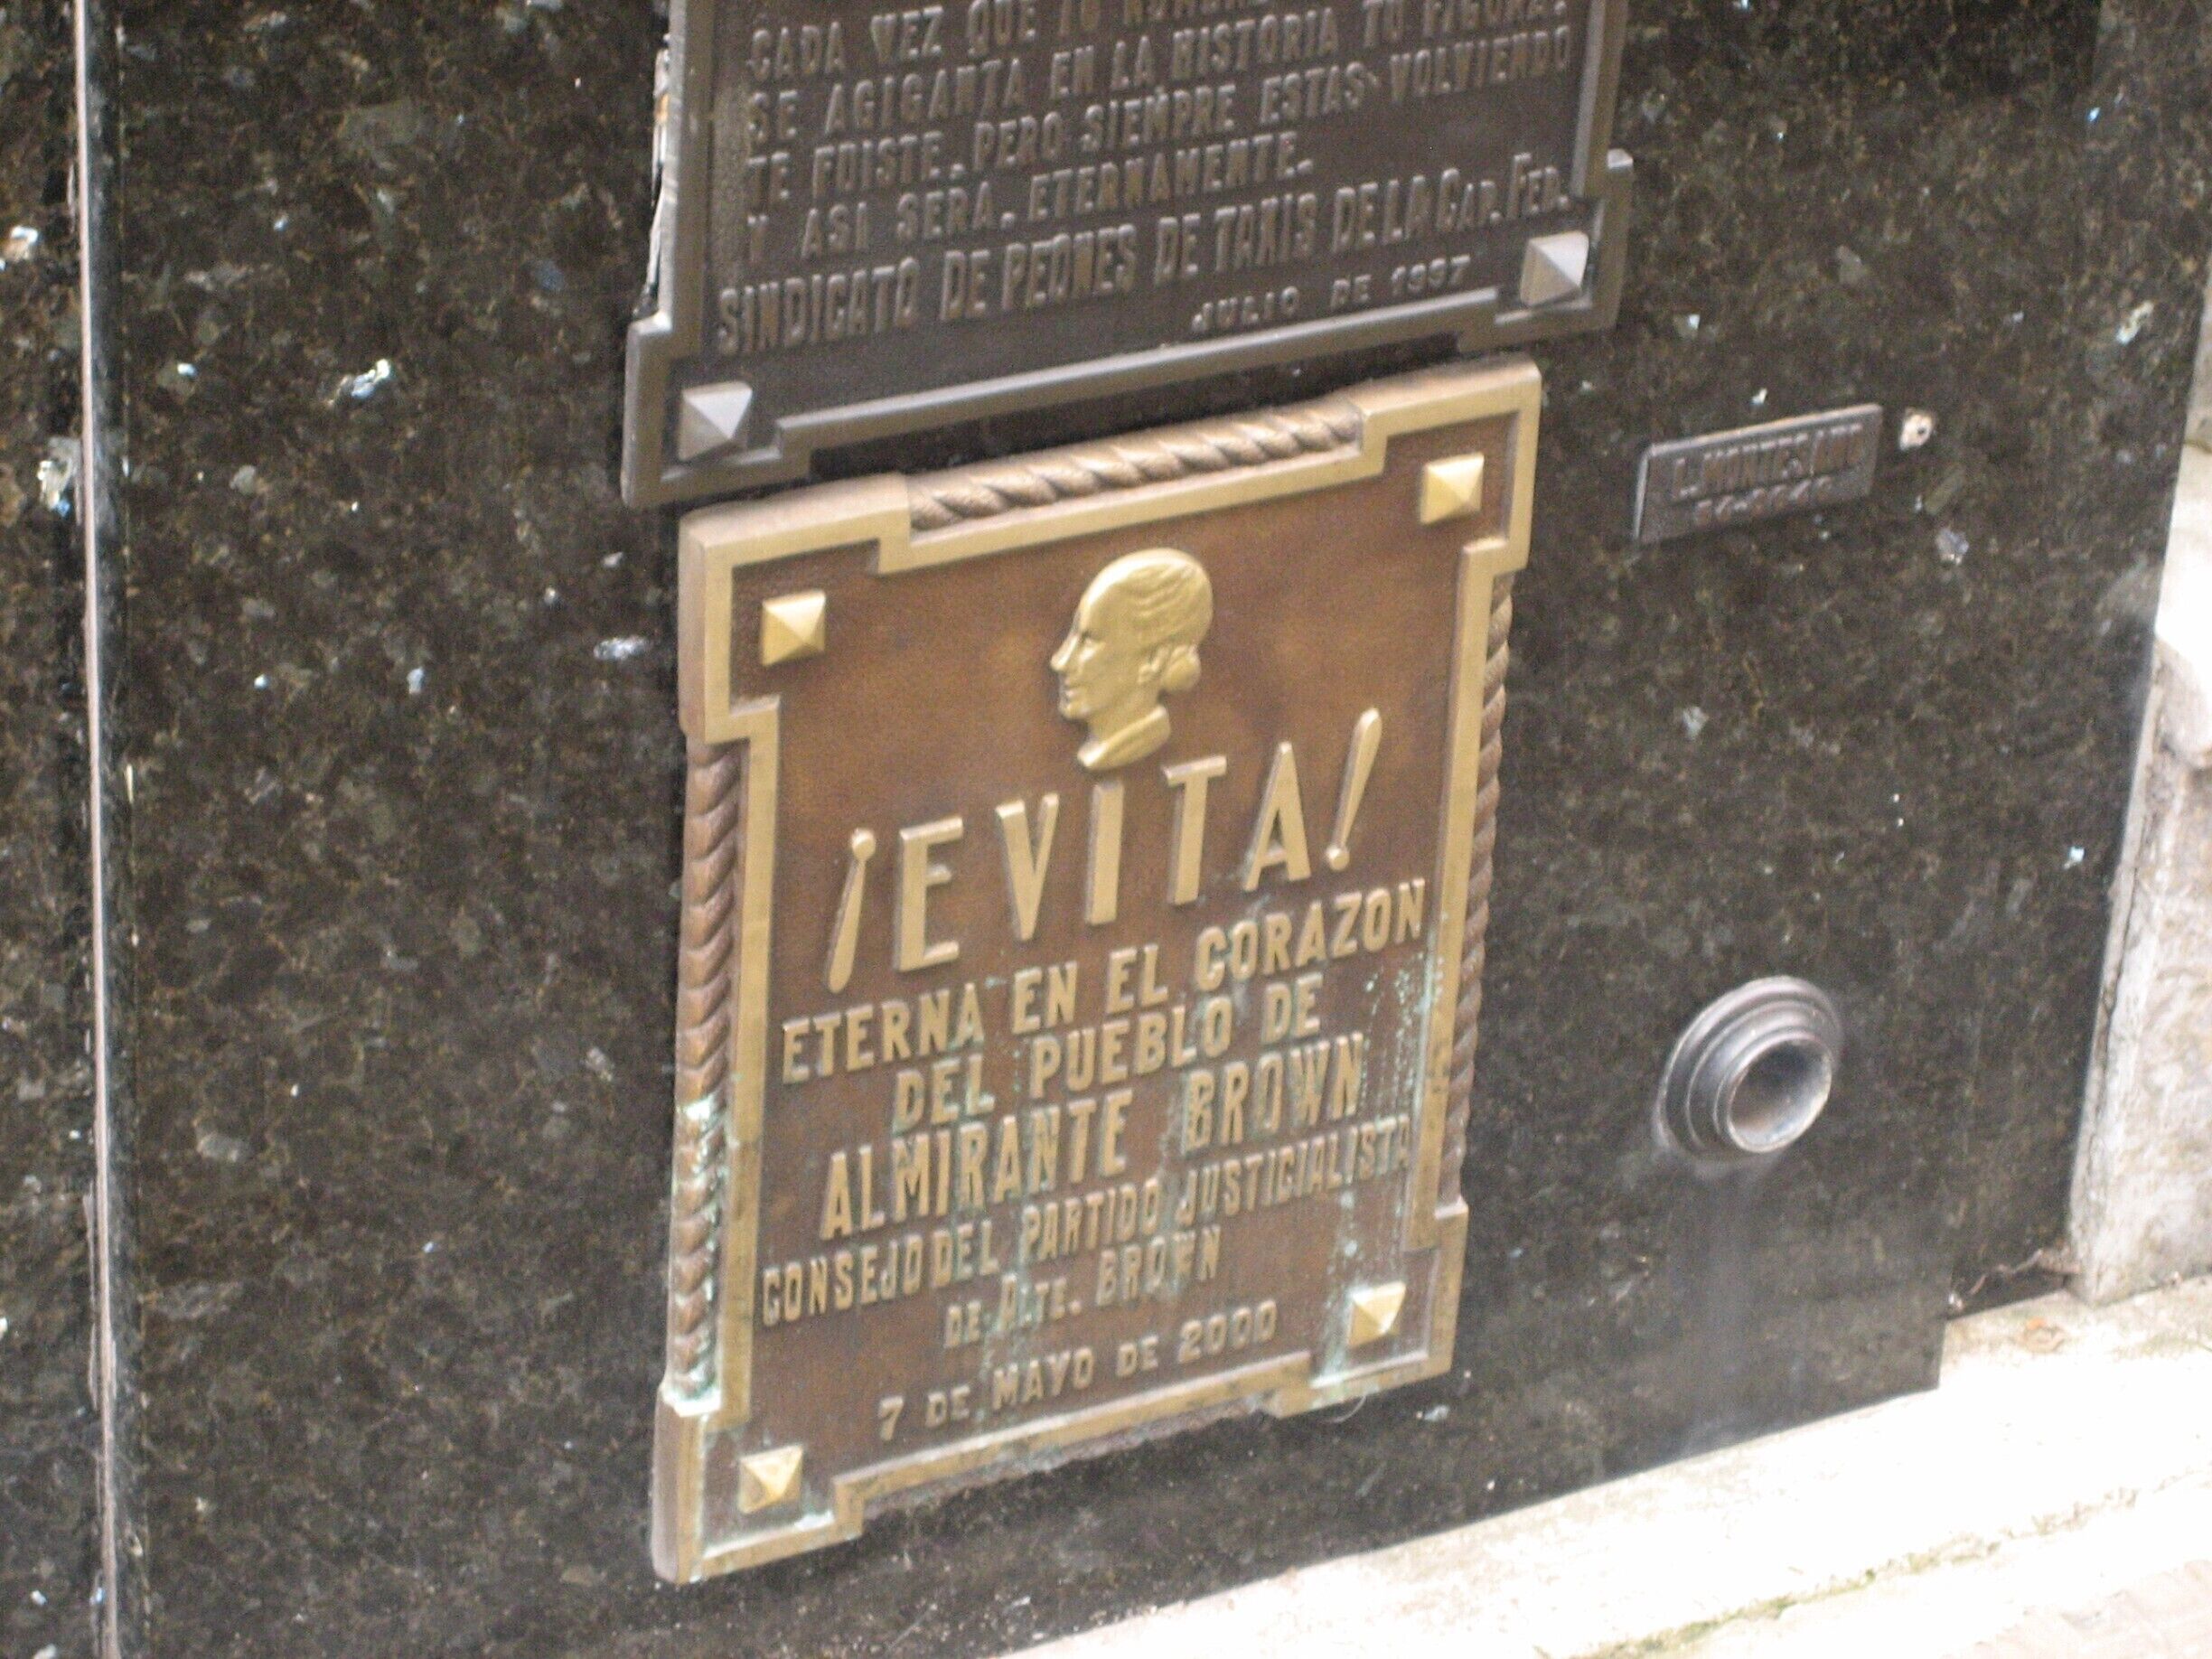 CADA VEZ QUE TU
SE AGIGANTA EN LA HISTORIA TU FIGURA.
TE FUISTE. PERO SIEMPRE ESTAS VOLVIENDO
Y ASI SERA. ETERNAMENTE.
SINDICATO DE PEONES DE TAXIS DE LA CAP. FED.
JULIO DE 1997
L. MONTESANO
¡EVITA!
ETERNA EN EL CORAZON
DEL PUEBLO DE
ALMIRANTE BROWN
CONSEJO DEL PARTIDO JUSTICIALISTA
DE ALTE. BROWN
7 DE MAYO DE 2000